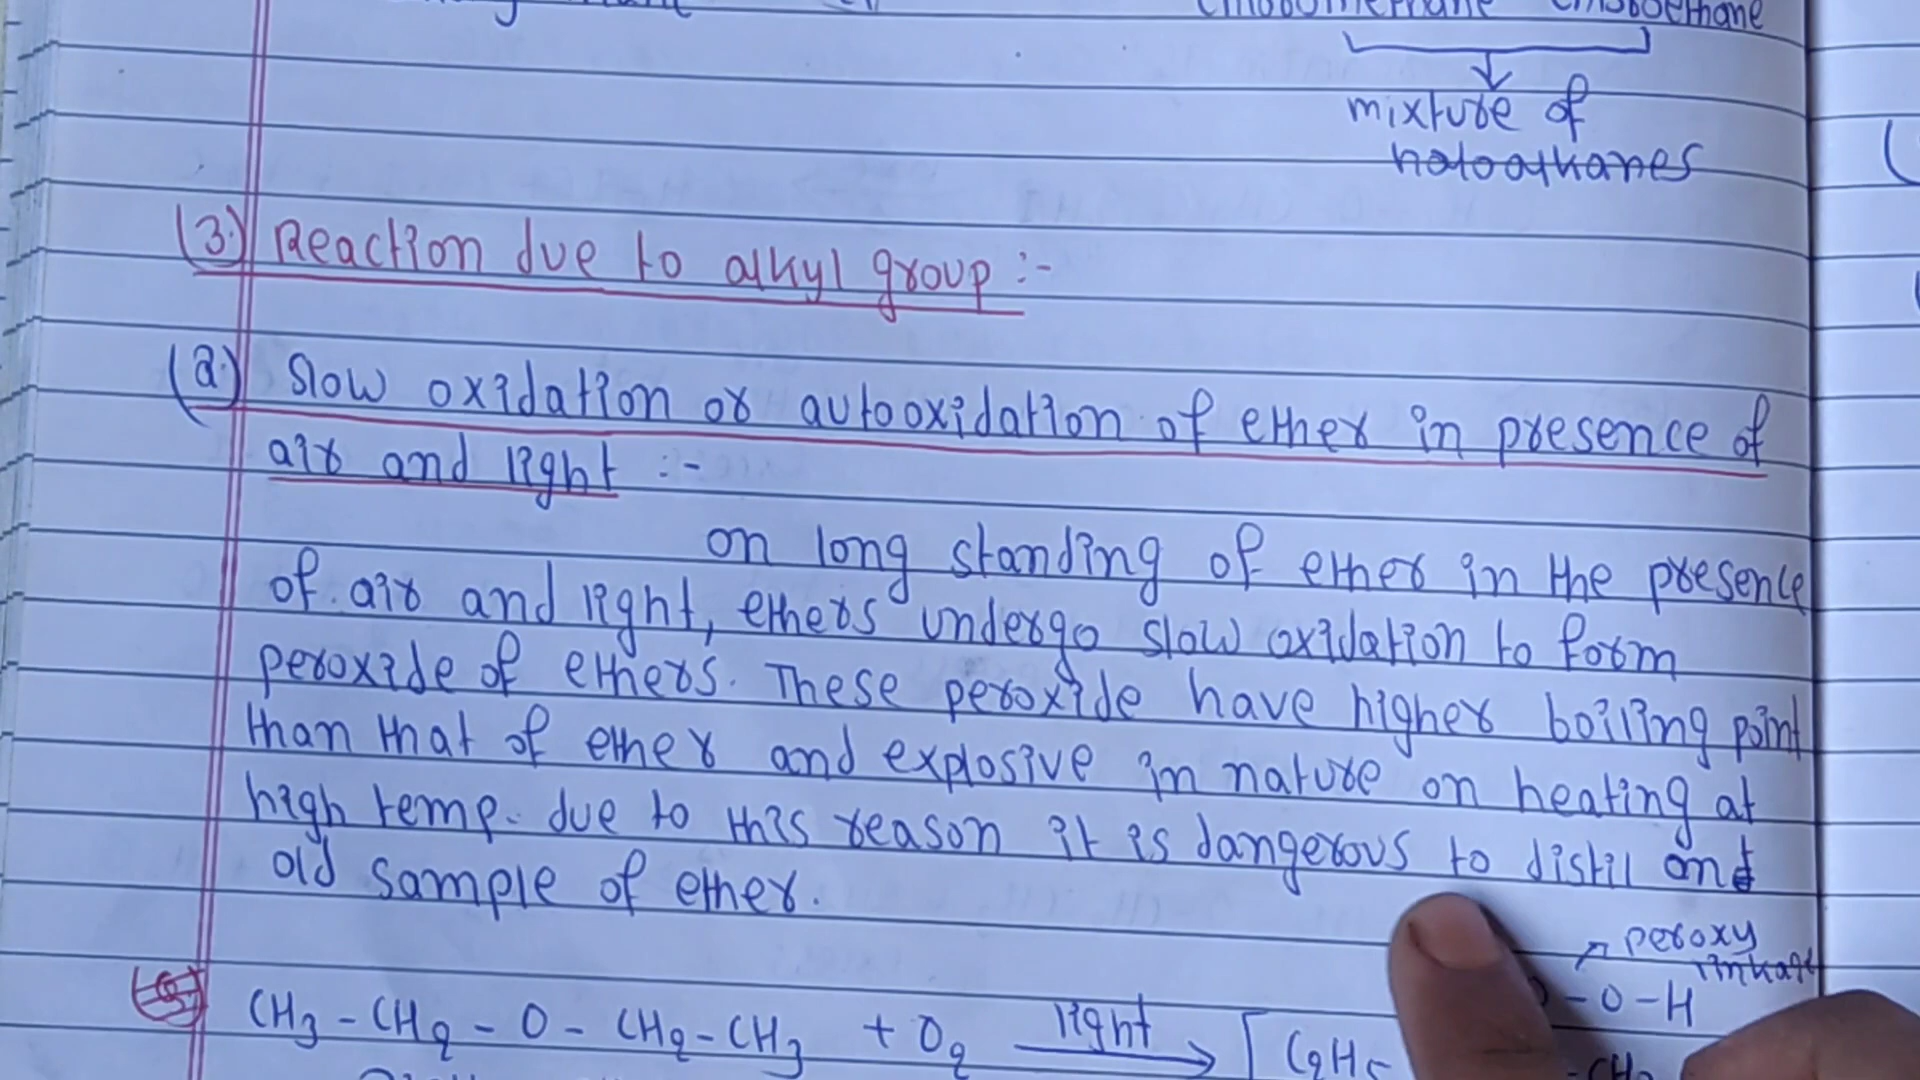 mixture of
haloalkanes
(3.) Reaction due to alkyl group :-
(a.) Slow oxidation or autooxidation of ether in presence of
air and light :-
on long standing of ether in the presence
of air and light, ethers undergo slow oxidation to form
peroxide of ethers. These peroxide have higher boiling point
than that of ether and explosive in nature on heating at
high temp. due to this reason it is dangerous to distil and
old sample of ether.
peroxy
linkage
-O-H
CH3-CH2-O-CH2-CH3 + O2 light → [C2H5
-CH3